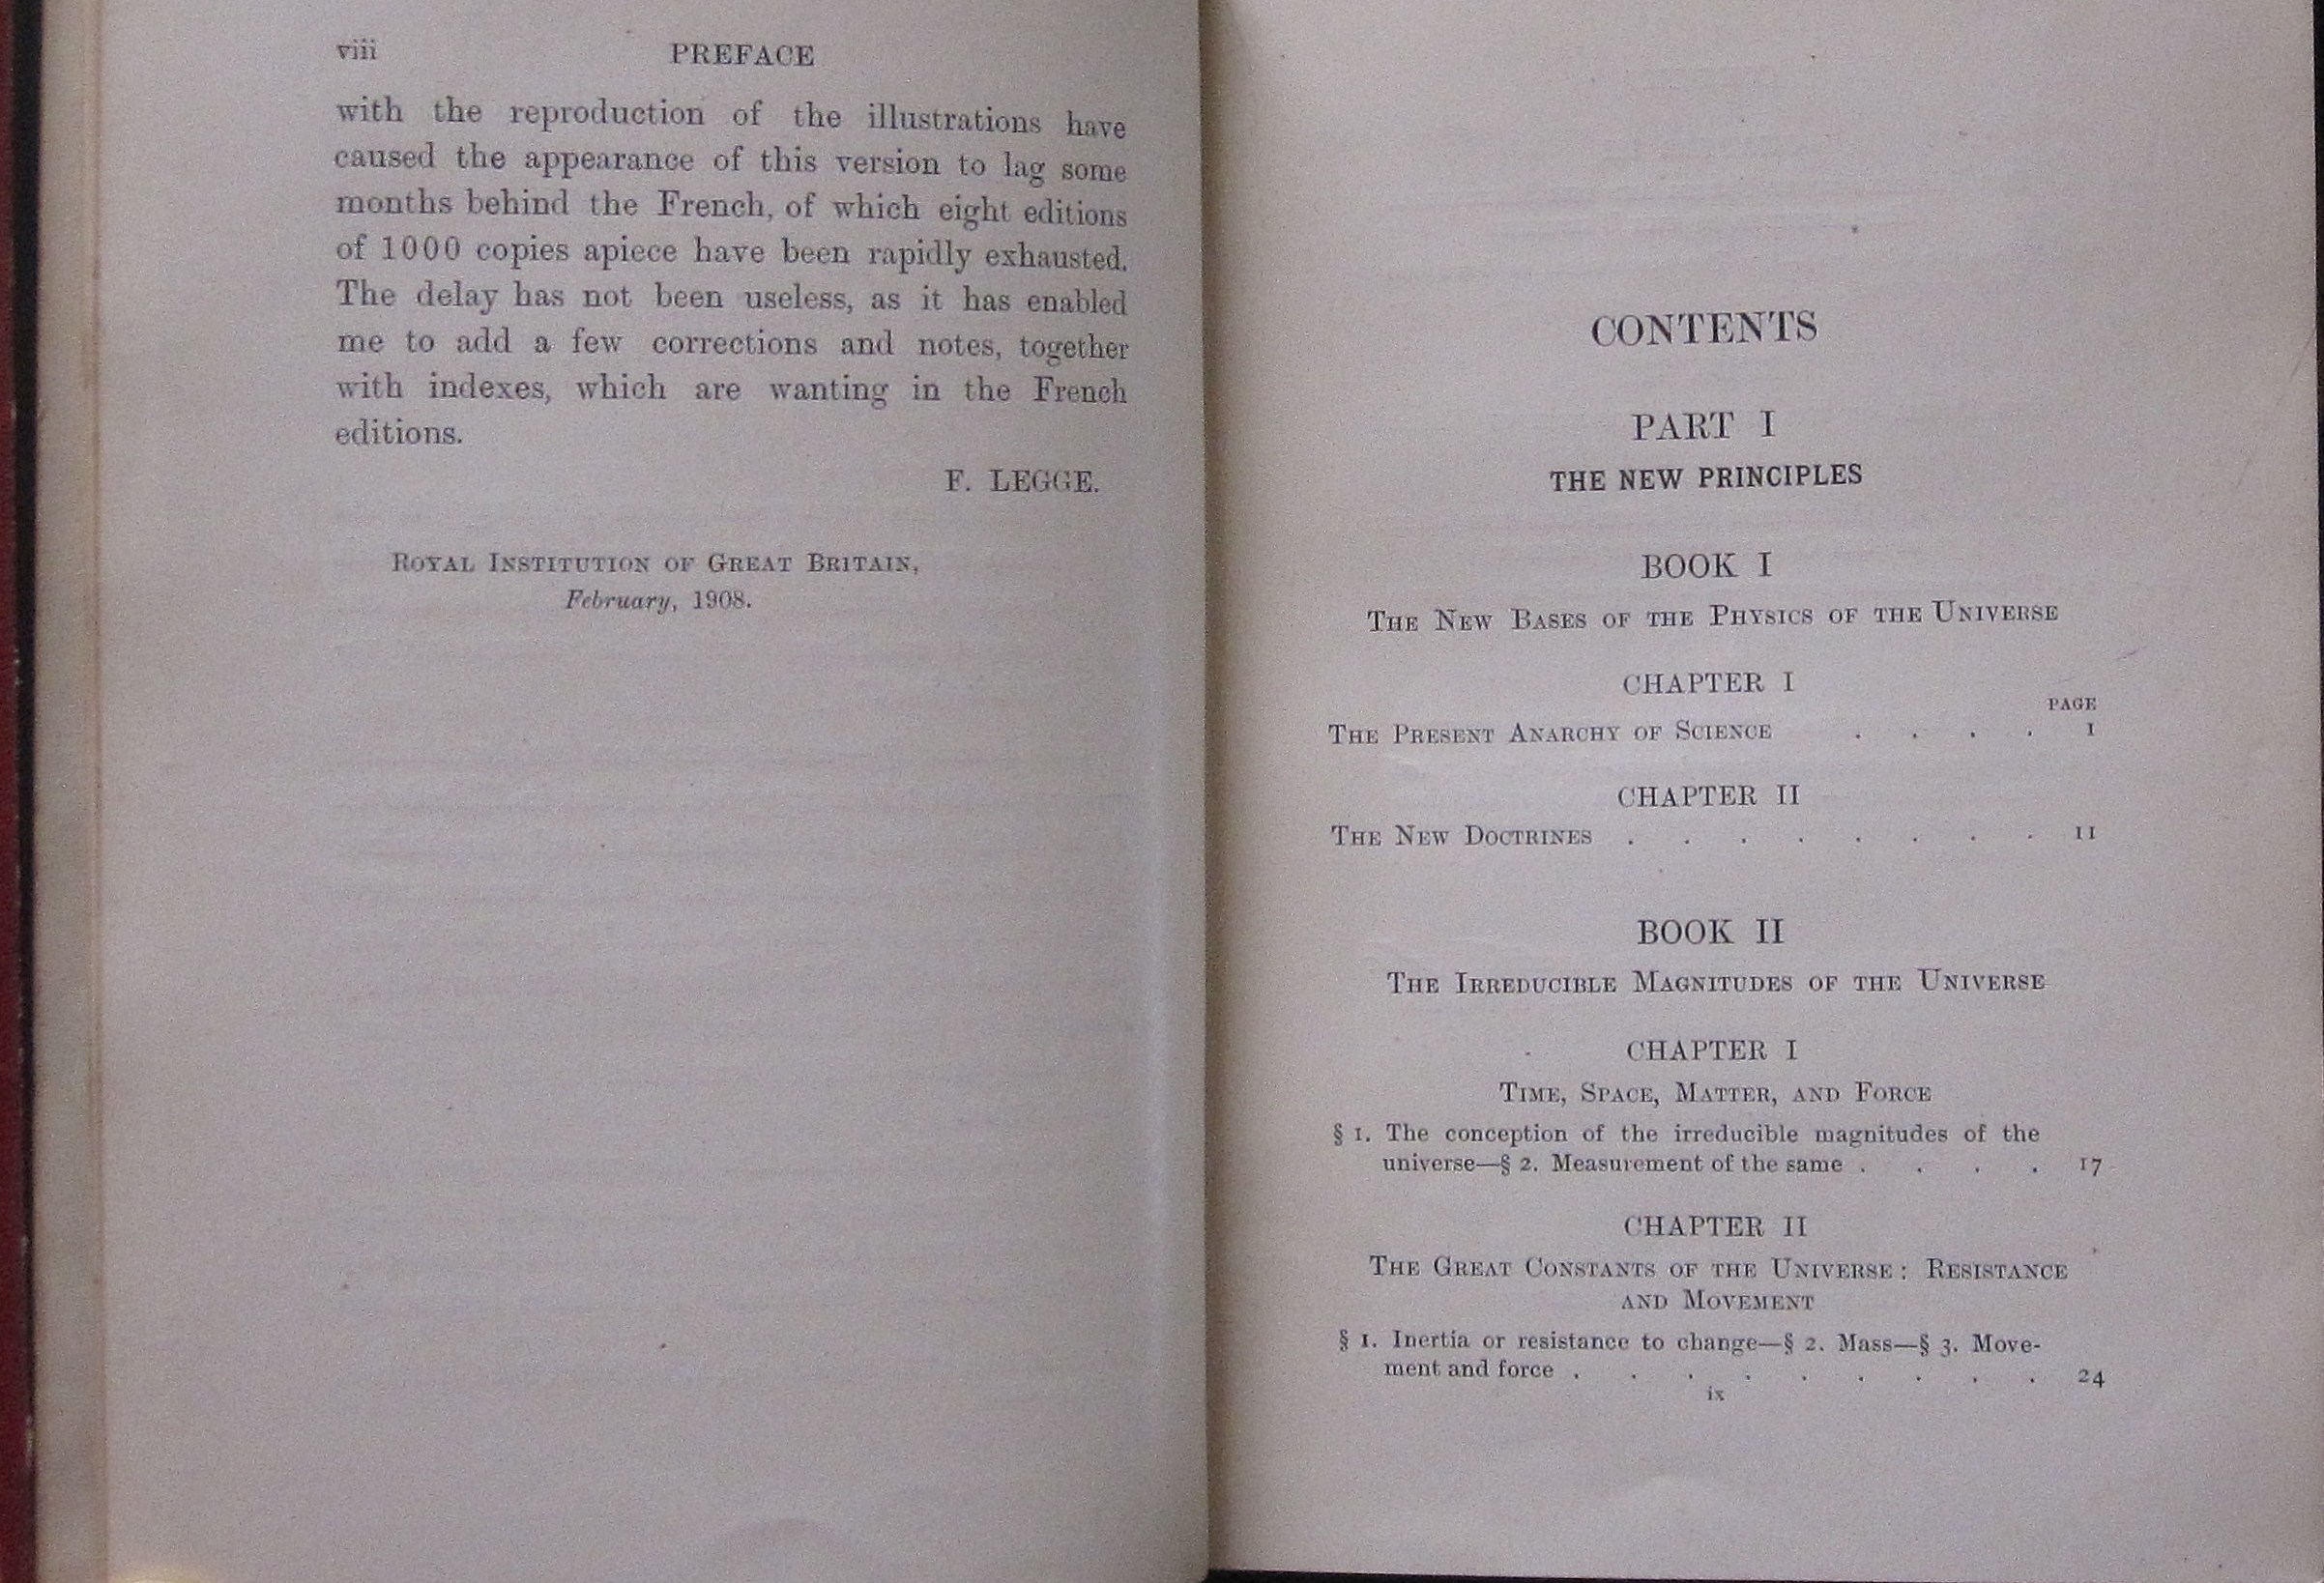 viii PREFACE
with the reproduction of the illustrations have
caused the appearance of this version to lag some
months behind the French, of which eight editions
of 1000 copies apiece have been rapidly exhausted.
The delay has not been useless, as it has enabled
me to add a few corrections and notes, together
with indexes, which are wanting in the French
editions.
F. LEGGE.
ROYAL INSTITUTION OF GREAT BRITAIN,
February, 1908.
CONTENTS
PART I
THE NEW PRINCIPLES
BOOK I
THE NEW BASES OF THE PHYSICS OF THE UNIVERSE
CHAPTER I
PAGE
THE PRESENT ANARCHY OF SCIENCE . . . . 1
CHAPTER II
THE NEW DOCTRINES . . . . . . . . 11
BOOK II
THE IRREDUCIBLE MAGNITUDES OF THE UNIVERSE
CHAPTER I
TIME, SPACE, MATTER, AND FORCE
§ 1. The conception of the irreducible magnitudes of the
universe—§ 2. Measurement of the same . . . . 17
CHAPTER II
THE GREAT CONSTANTS OF THE UNIVERSE: RESISTANCE
AND MOVEMENT
§ 1. Inertia or resistance to change—§ 2. Mass—§ 3. Move-
ment and force . . . . . . . . . 24
ix